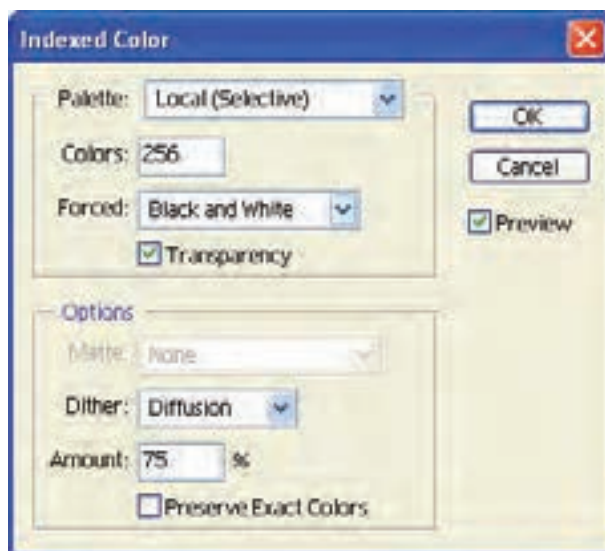 Indexed Color
Palette: Local (Selective)
OK
Colors: 256
Cancel
Forced: Black and White
Preview
Transparency
Options
Matte: None
Dither: Diffusion
Amount: 75 %
Preserve Exact Colors